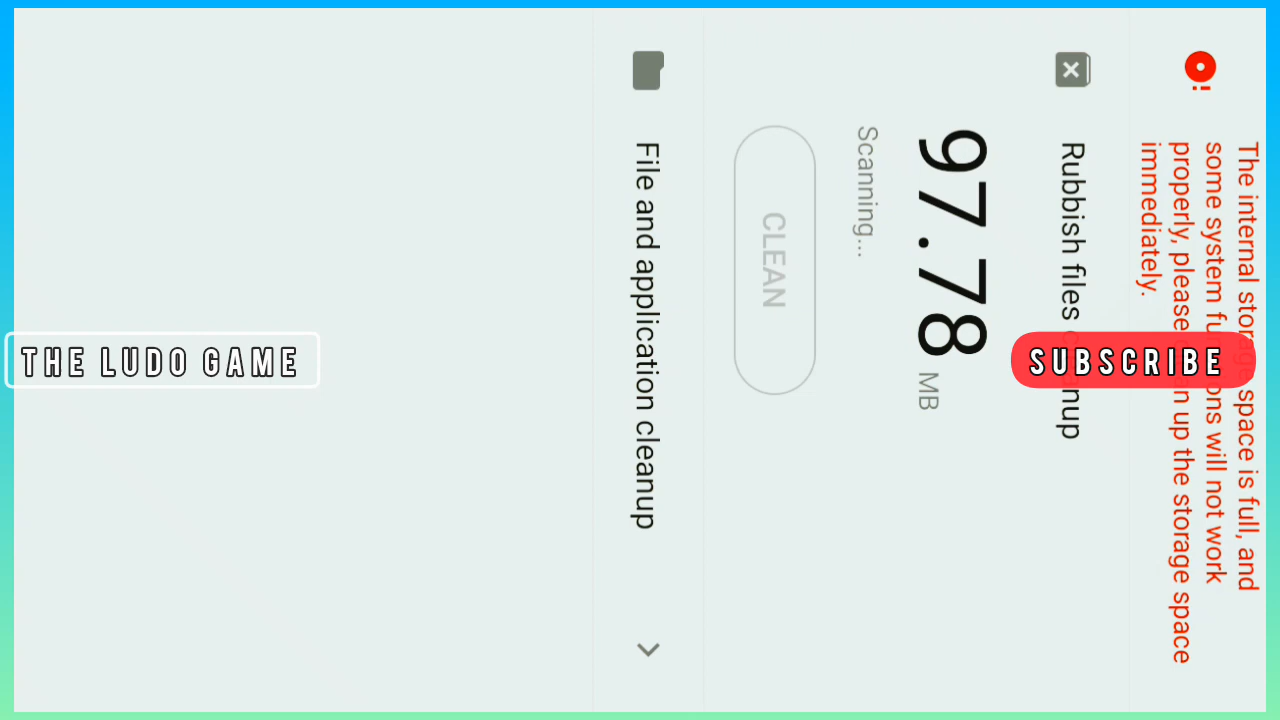 The internal storage space is full, and
some system functions will not work
properly, please clean up the storage space
immediately.
Rubbish files cleanup
97.78 MB
Scanning...
CLEAN
File and application cleanup
THE LUDO GAME
SUBSCRIBE